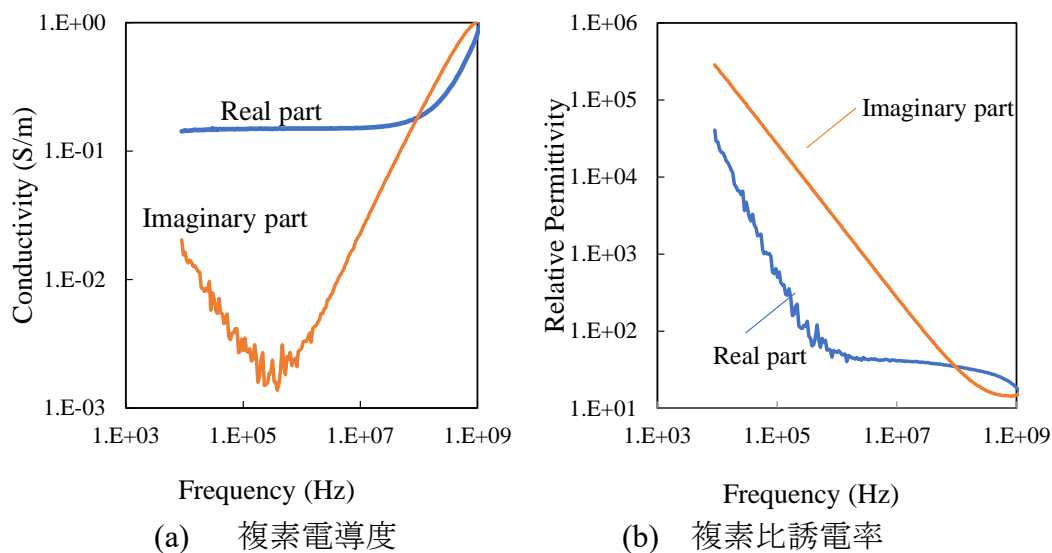 1.E+00
1.E-01
1.E-02
1.E-03
1.E+03 1.E+05 1.E+07 1.E+09
Conductivity (S/m)
Real part
Imaginary part
Frequency (Hz)
(a) 複素電導度
1.E+06
1.E+05
1.E+04
1.E+03
1.E+02
1.E+01
1.E+03 1.E+05 1.E+07 1.E+09
Relative Permittivity
Imaginary part
Real part
Frequency (Hz)
(b) 複素比誘電率